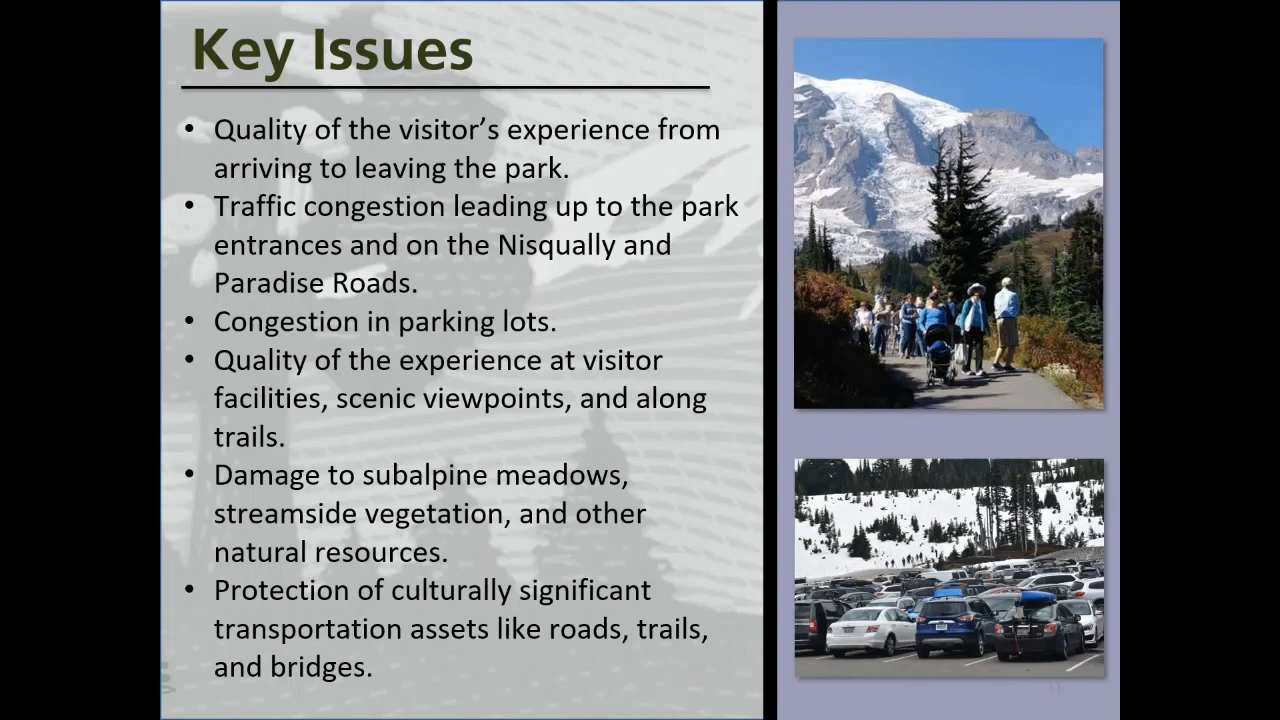 Key Issues
• Quality of the visitor’s experience from
arriving to leaving the park.
• Traffic congestion leading up to the park
entrances and on the Nisqually and
Paradise Roads.
• Congestion in parking lots.
• Quality of the experience at visitor
facilities, scenic viewpoints, and along
trails.
• Damage to subalpine meadows,
streamside vegetation, and other
natural resources.
• Protection of culturally significant
transportation assets like roads, trails,
and bridges.
11